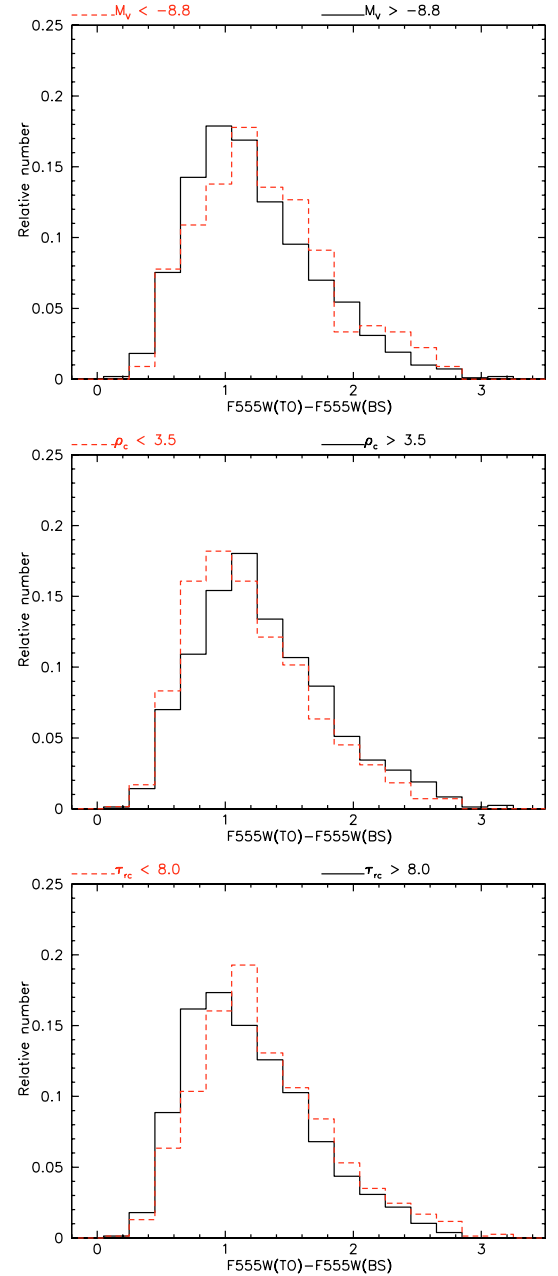 M_V < -8.8 M_V > -8.8
0.25
0.2
0.15
0.1
0.05
0
Relative number
0 1 2 3
F555W(TO)-F555W(BS)
ρ_c < 3.5 ρ_c > 3.5
0.25
0.2
0.15
0.1
0.05
0
Relative number
0 1 2 3
F555W(TO)-F555W(BS)
τ_rc < 8.0 τ_rc > 8.0
0.25
0.2
0.15
0.1
0.05
0
Relative number
0 1 2 3
F555W(TO)-F555W(BS)